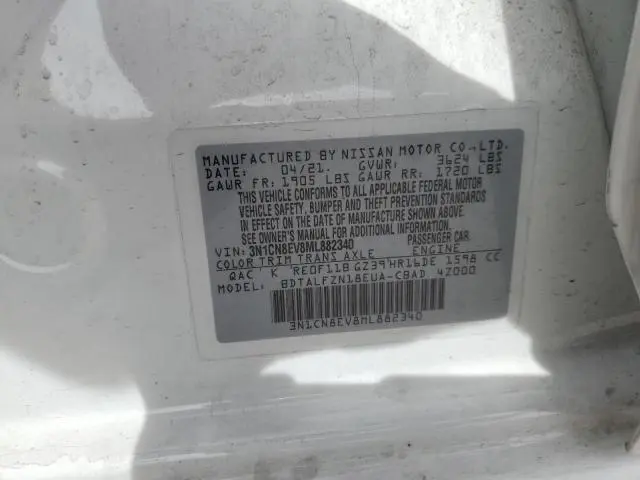 MANUFACTURED BY NISSAN MOTOR CO.,LTD.
DATE: 04/21. GVWR: 3624 LBS
GAWR FR: 1905 LBS GAWR RR: 1720 LBS
THIS VEHICLE CONFORMS TO ALL APPLICABLE FEDERAL MOTOR
VEHICLE SAFETY, BUMPER AND THEFT PREVENTION STANDARDS
IN EFFECT ON THE DATE OF MANUFACTURE SHOWN ABOVE.
SEE OWNER'S MANUAL. PASSENGER CAR.
VIN: 3N1CN8EV8ML882340
COLOR TRIM TRANS AXLE ENGINE
QAC K RE0F11B GZ39 HR16DE 1598 CC
MODEL: BDTALFZN18EUA-CBAD 4Z000
3N1CN8EV8ML882340